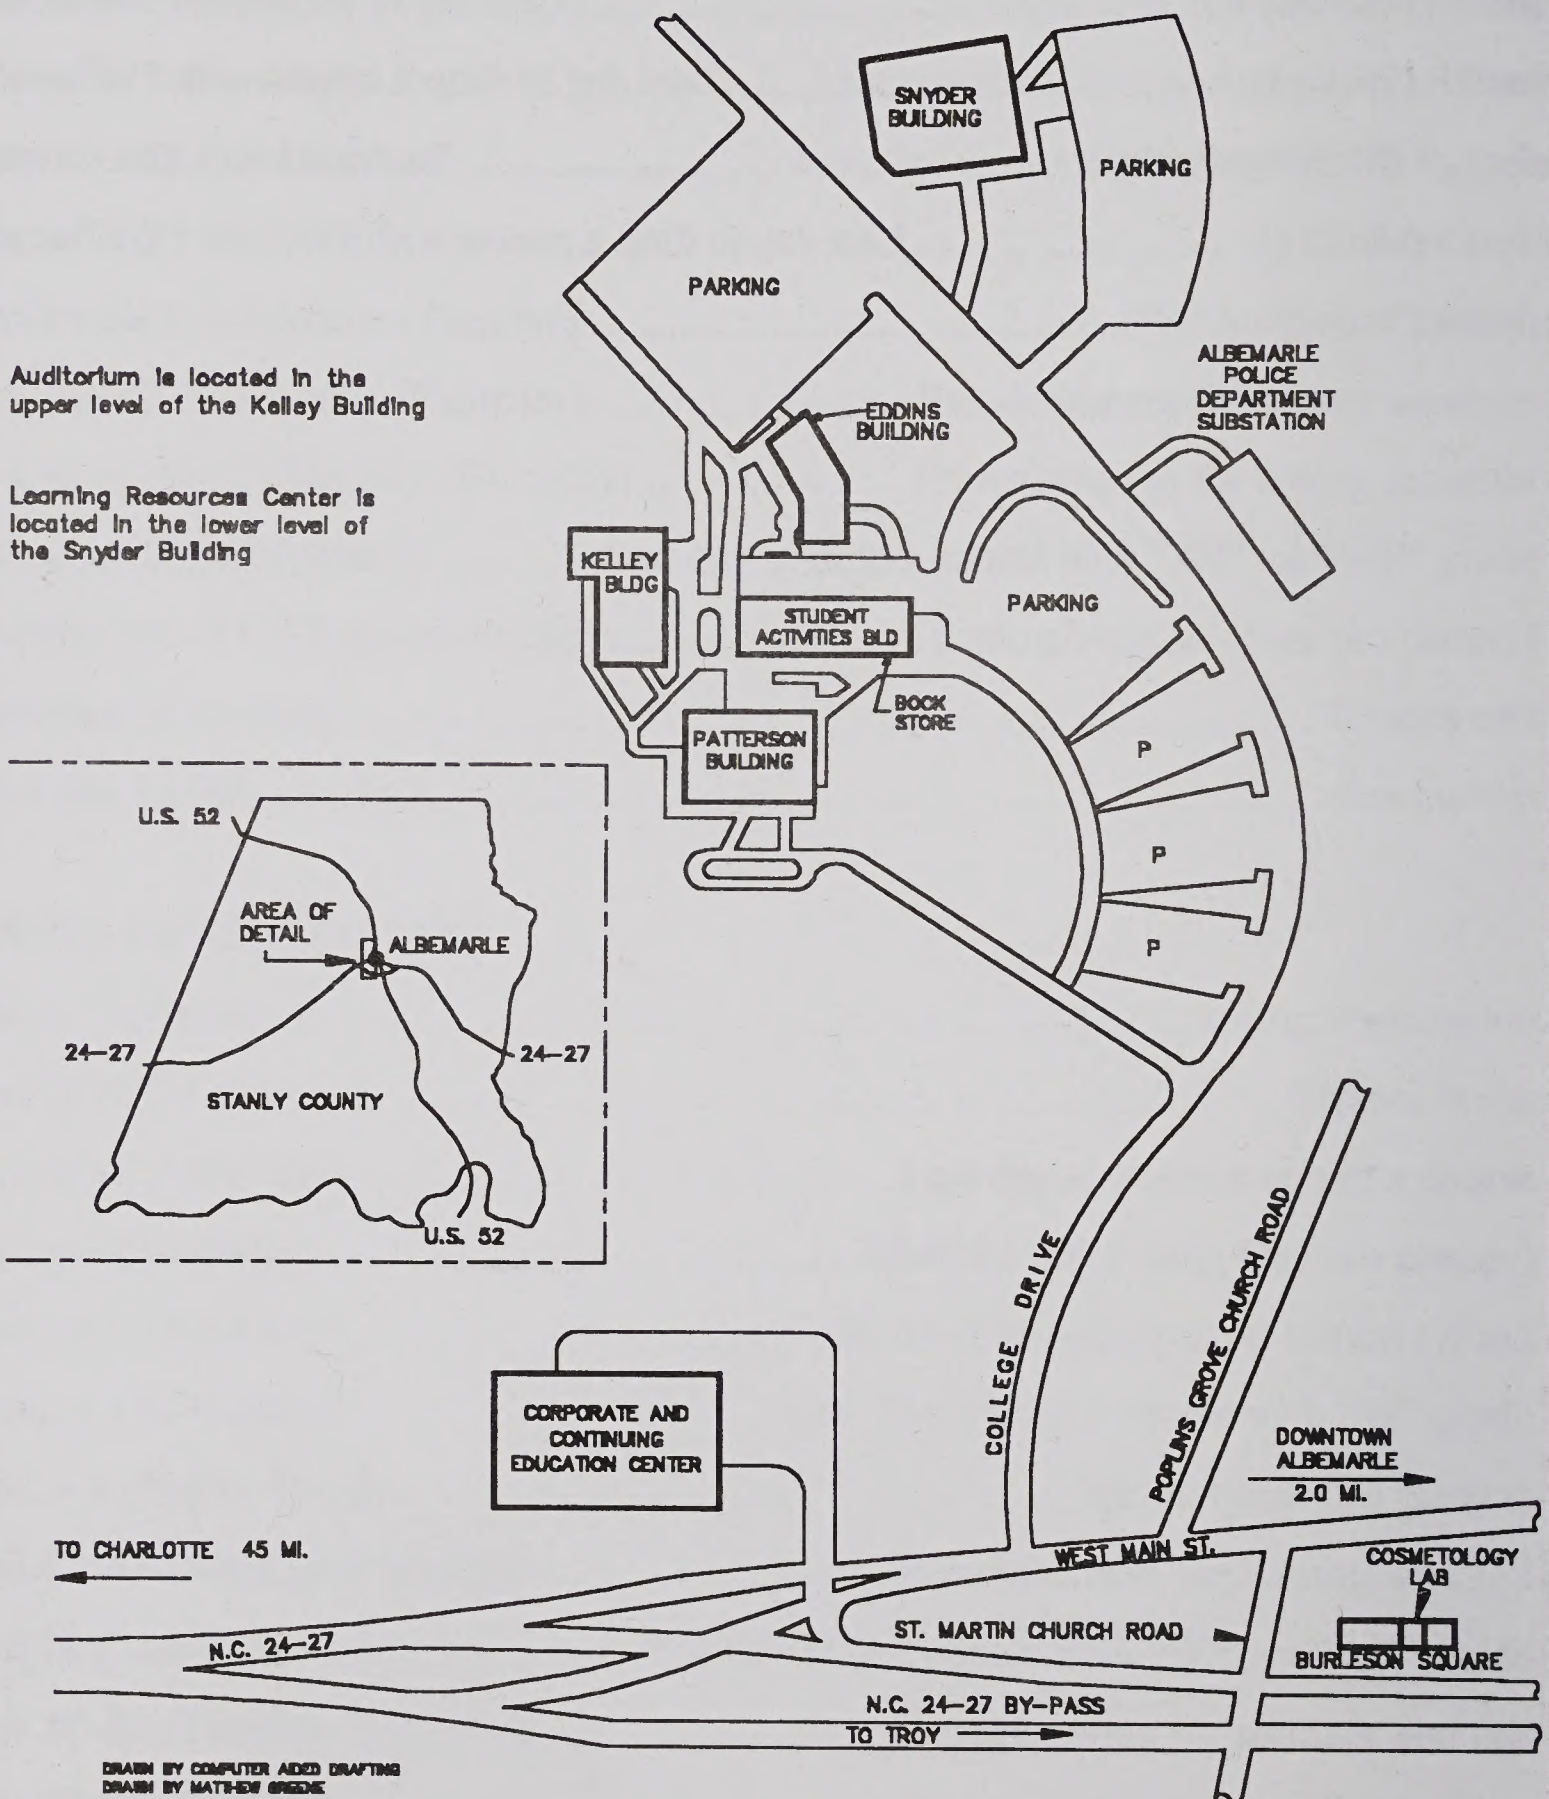 SNYDER
BUILDING
PARKING
PARKING
Auditorium is located in the
upper level of the Kelley Building
ALBEMARLE
POLICE
DEPARTMENT
SUBSTATION
EDDINS
BUILDING
Learning Resources Center is
located in the lower level of
the Snyder Building
KELLEY
BLDG
PARKING
STUDENT
ACTIVITIES BLD
BOOK
STORE
PATTERSON
BUILDING
P
P
P
U.S. 52
AREA OF
DETAIL
ALBEMARLE
24-27
24-27
STANLY COUNTY
U.S. 52
COLLEGE DRIVE
POPLINS GROVE CHURCH ROAD
CORPORATE AND
CONTINUING
EDUCATION CENTER
DOWNTOWN
ALBEMARLE
2.0 MI.
TO CHARLOTTE 45 MI.
WEST MAIN ST.
COSMETOLOGY
LAB
N.C. 24-27
ST. MARTIN CHURCH ROAD
BURLESON SQUARE
N.C. 24-27 BY-PASS
TO TROY
DRAWN BY COMPUTER AIDED DRAFTING
DRAWN BY MATTHEW GREENE